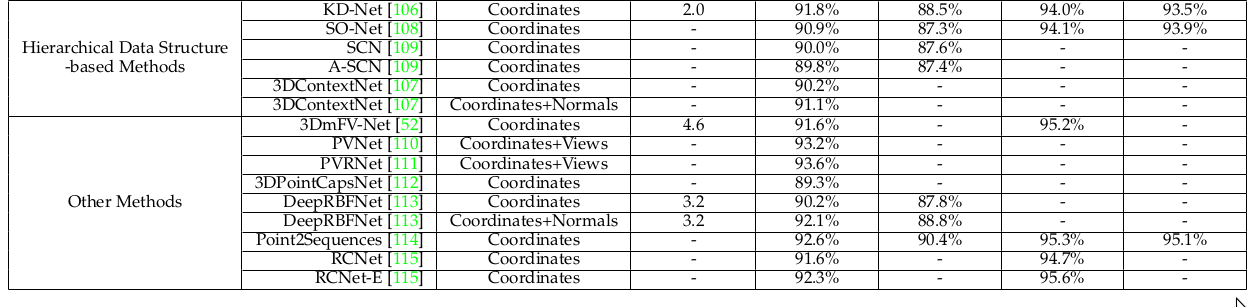 KD-Net [106] Coordinates 2.0 91.8% 88.5% 94.0% 93.5%
SO-Net [108] Coordinates - 90.9% 87.3% 94.1% 93.9%
Hierarchical Data Structure SCN [109] Coordinates - 90.0% 87.6% - -
-based Methods A-SCN [109] Coordinates - 89.8% 87.4% - -
3DContextNet [107] Coordinates - 90.2% - - -
3DContextNet [107] Coordinates+Normals - 91.1% - - -
3DmFV-Net [52] Coordinates 4.6 91.6% - 95.2% -
PVNet [110] Coordinates+Views - 93.2% - - -
PVRNet [111] Coordinates+Views - 93.6% - - -
3DPointCapsNet [112] Coordinates - 89.3% - - -
Other Methods DeepRBFNet [113] Coordinates 3.2 90.2% 87.8% - -
DeepRBFNet [113] Coordinates+Normals 3.2 92.1% 88.8% - -
Point2Sequences [114] Coordinates - 92.6% 90.4% 95.3% 95.1%
RCNet [115] Coordinates - 91.6% - 94.7% -
RCNet-E [115] Coordinates - 92.3% - 95.6% -